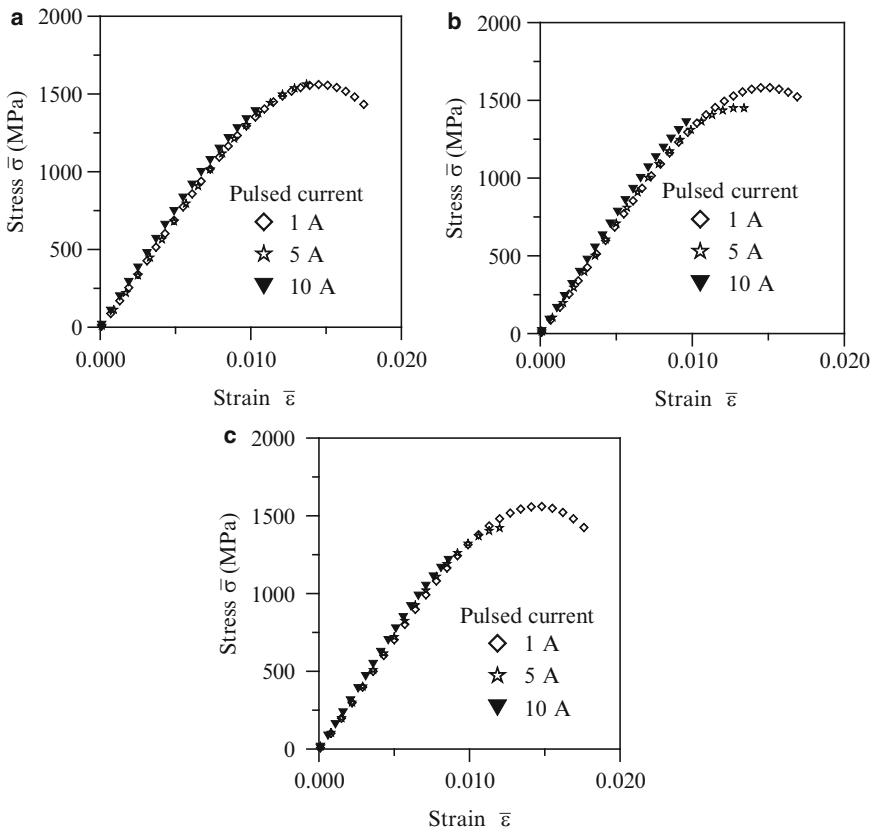 a
2000
1500
1000
500
0
Stress σ̅ (MPa)
Pulsed current
1 A
5 A
10 A
0.000
0.010
0.020
Strain ε̅
b
2000
1500
1000
500
0
Stress σ̅ (MPa)
Pulsed current
1 A
5 A
10 A
0.000
0.010
0.020
Strain ε̅
c
2000
1500
1000
500
0
Stress σ̅ (MPa)
Pulsed current
1 A
5 A
10 A
0.000
0.010
0.020
Strain ε̅